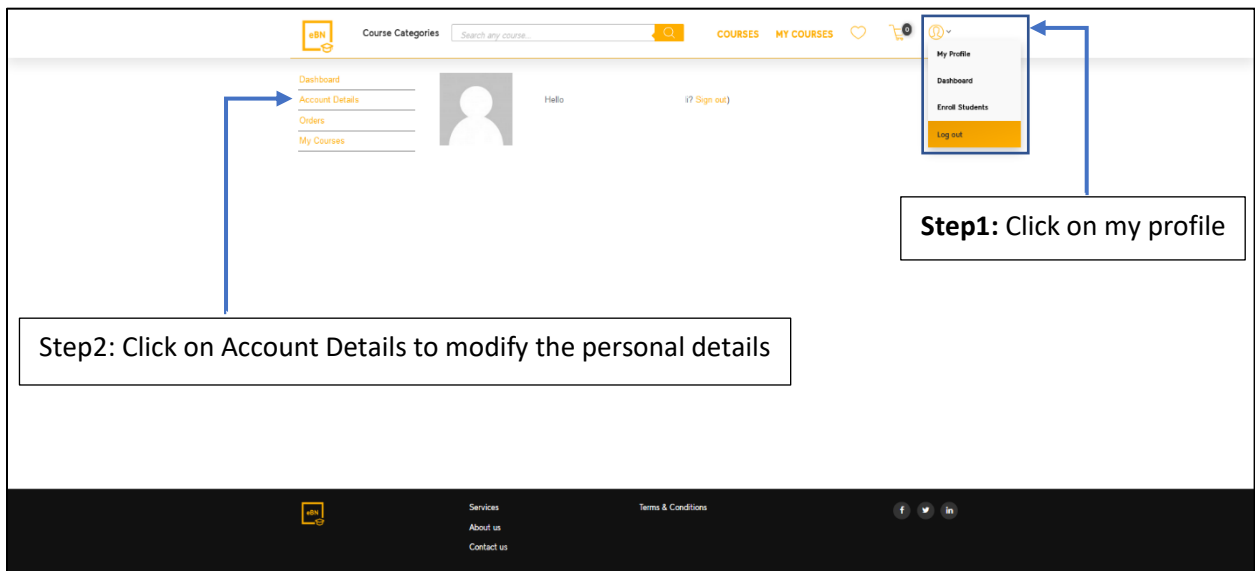 eBN
Course Categories
Search any course...
COURSES
MY COURSES
0
My Profile
Dashboard
Enroll Students
Log out
Dashboard
Account Details
Orders
My Courses
Hello
i? Sign out)
Step1: Click on my profile
Step2: Click on Account Details to modify the personal details
eBN
Services
About us
Contact us
Terms & Conditions
f
in